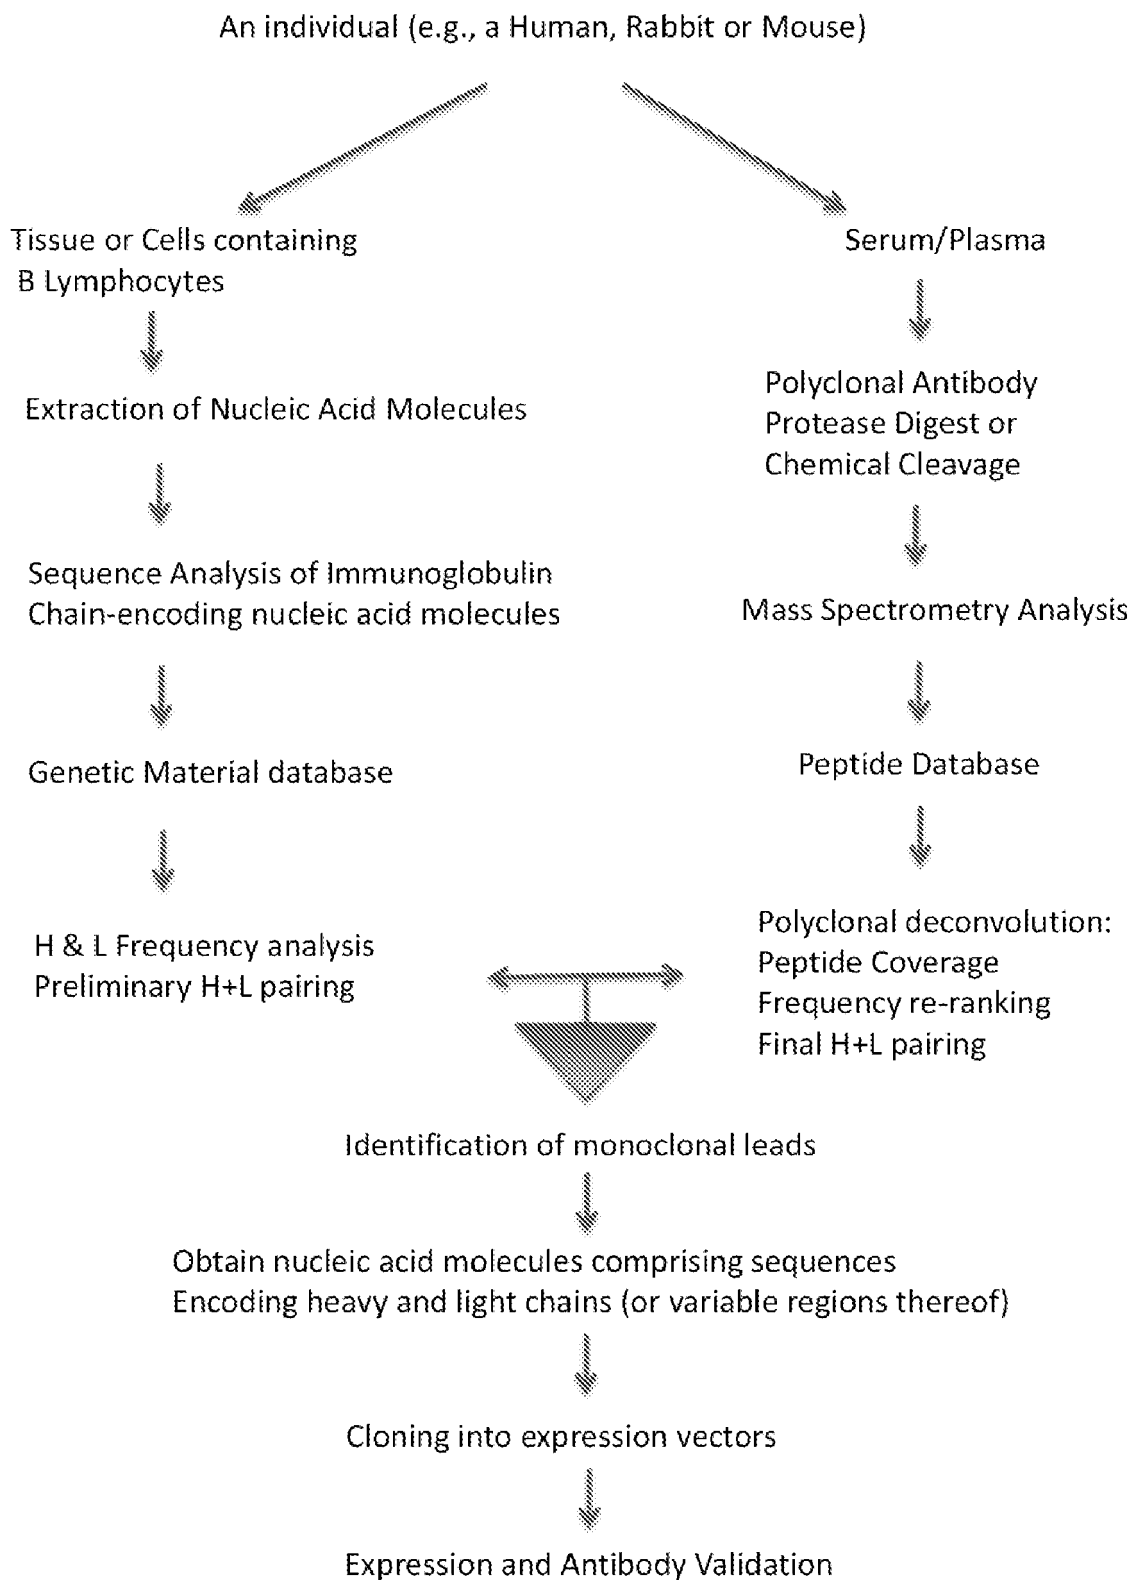 An individual (e.g., a Human, Rabbit or Mouse)
Tissue or Cells containing
B Lymphocytes
Extraction of Nucleic Acid Molecules
Sequence Analysis of Immunoglobulin
Chain-encoding nucleic acid molecules
Genetic Material database
H & L Frequency analysis
Preliminary H+L pairing
Serum/Plasma
Polyclonal Antibody
Protease Digest or
Chemical Cleavage
Mass Spectrometry Analysis
Peptide Database
Polyclonal deconvolution:
Peptide Coverage
Frequency re-ranking
Final H+L pairing
Identification of monoclonal leads
Obtain nucleic acid molecules comprising sequences
Encoding heavy and light chains (or variable regions thereof)
Cloning into expression vectors
Expression and Antibody Validation